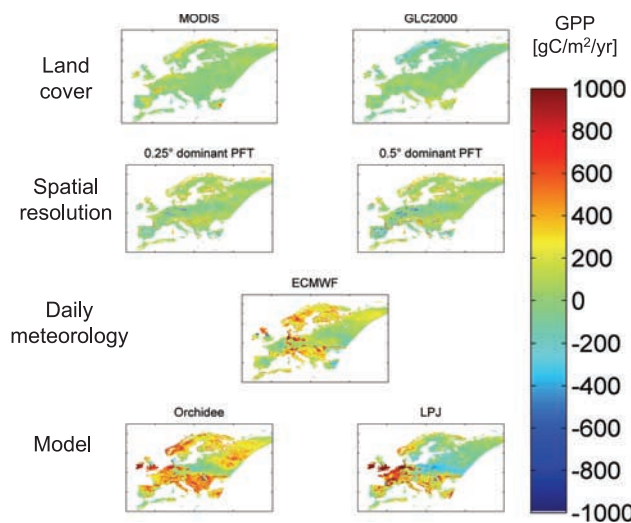 MODIS
GLC2000
GPP
[gC/m²/yr]
Land
cover
0.25° dominant PFT
0.5° dominant PFT
Spatial
resolution
ECMWF
Daily
meteorology
Orchidee
LPJ
Model
1000
800
600
400
200
0
-200
-400
-600
-800
-1000